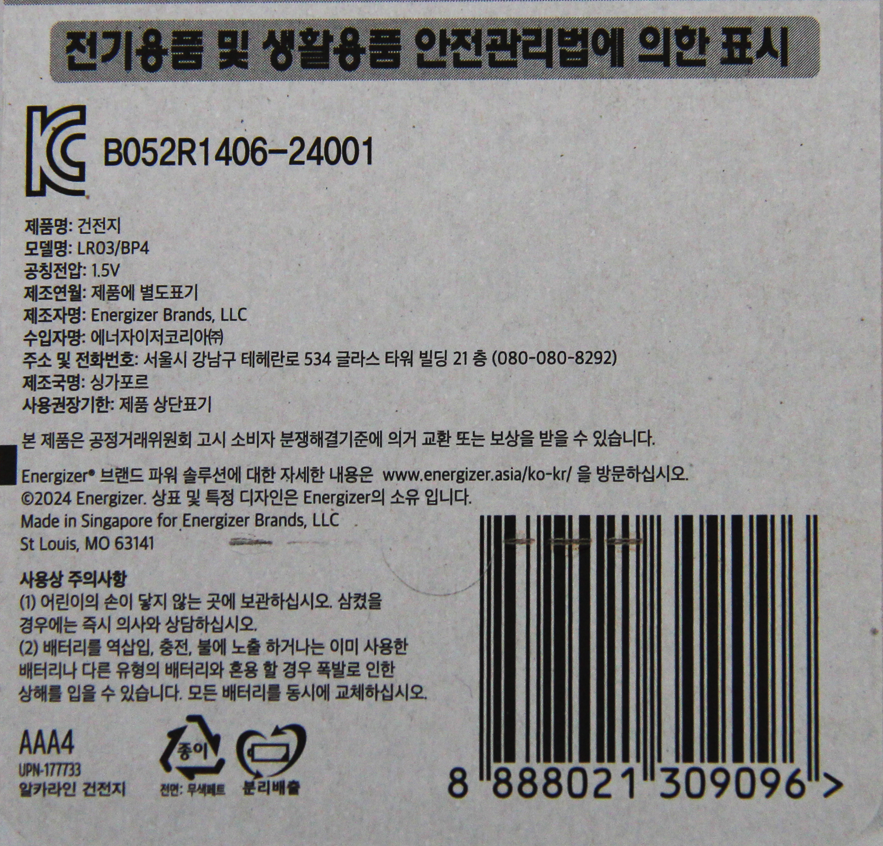 전기용품 및 생활용품 안전관리법에 의한 표시
KC
B052R1406-24001
제품명: 건전지
모델명: LR03/BP4
공칭전압: 1.5V
제조연월: 제품에 별도표기
제조자명: Energizer Brands, LLC
수입자명: 에너자이저코리아㈜
주소 및 전화번호: 서울시 강남구 테헤란로 534 글라스 타워 빌딩 21 층 (080-080-8292)
제조국명: 싱가포르
사용권장기한: 제품 상단표기
본 제품은 공정거래위원회 고시 소비자 분쟁해결기준에 의거 교환 또는 보상을 받을 수 있습니다.
Energizer® 브랜드 파워 솔루션에 대한 자세한 내용은 www.energizer.asia/ko-kr/ 을 방문하십시오.
©2024 Energizer. 상표 및 특정 디자인은 Energizer의 소유 입니다.
Made in Singapore for Energizer Brands, LLC
St Louis, MO 63141
사용상 주의사항
(1) 어린이의 손이 닿지 않는 곳에 보관하십시오. 삼켰을
경우에는 즉시 의사와 상담하십시오.
(2) 배터리를 역삽입, 충전, 불에 노출 하거나는 이미 사용한
배터리나 다른 유형의 배터리와 혼용 할 경우 폭발로 인한
상해를 입을 수 있습니다. 모든 배터리를 동시에 교체하십시오.
AAA4
UPN-177733
알카라인 건전지
종이
전면: 무색페트
분리배출
8 888021 309096 >